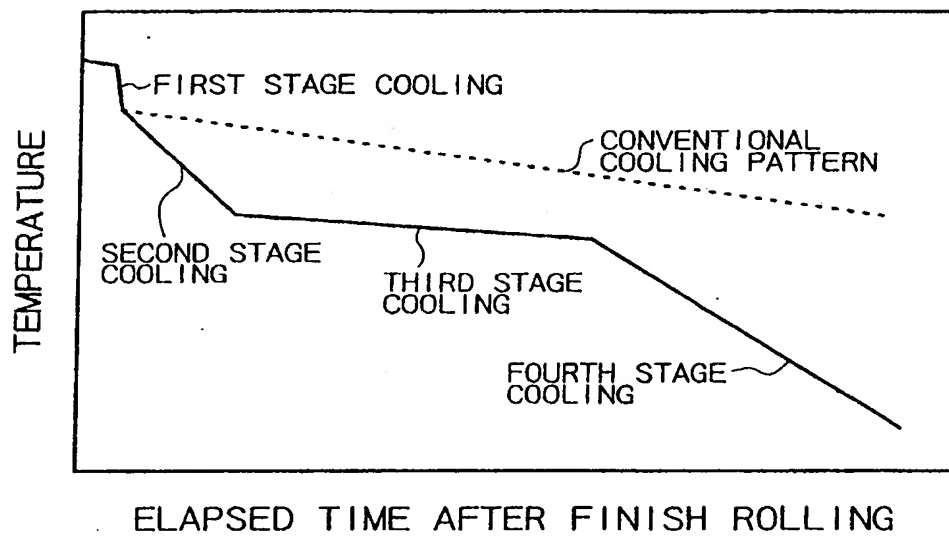 FIRST STAGE COOLING
CONVENTIONAL
COOLING PATTERN
TEMPERATURE
SECOND STAGE
COOLING
THIRD STAGE
COOLING
FOURTH STAGE
COOLING
ELAPSED TIME AFTER FINISH ROLLING